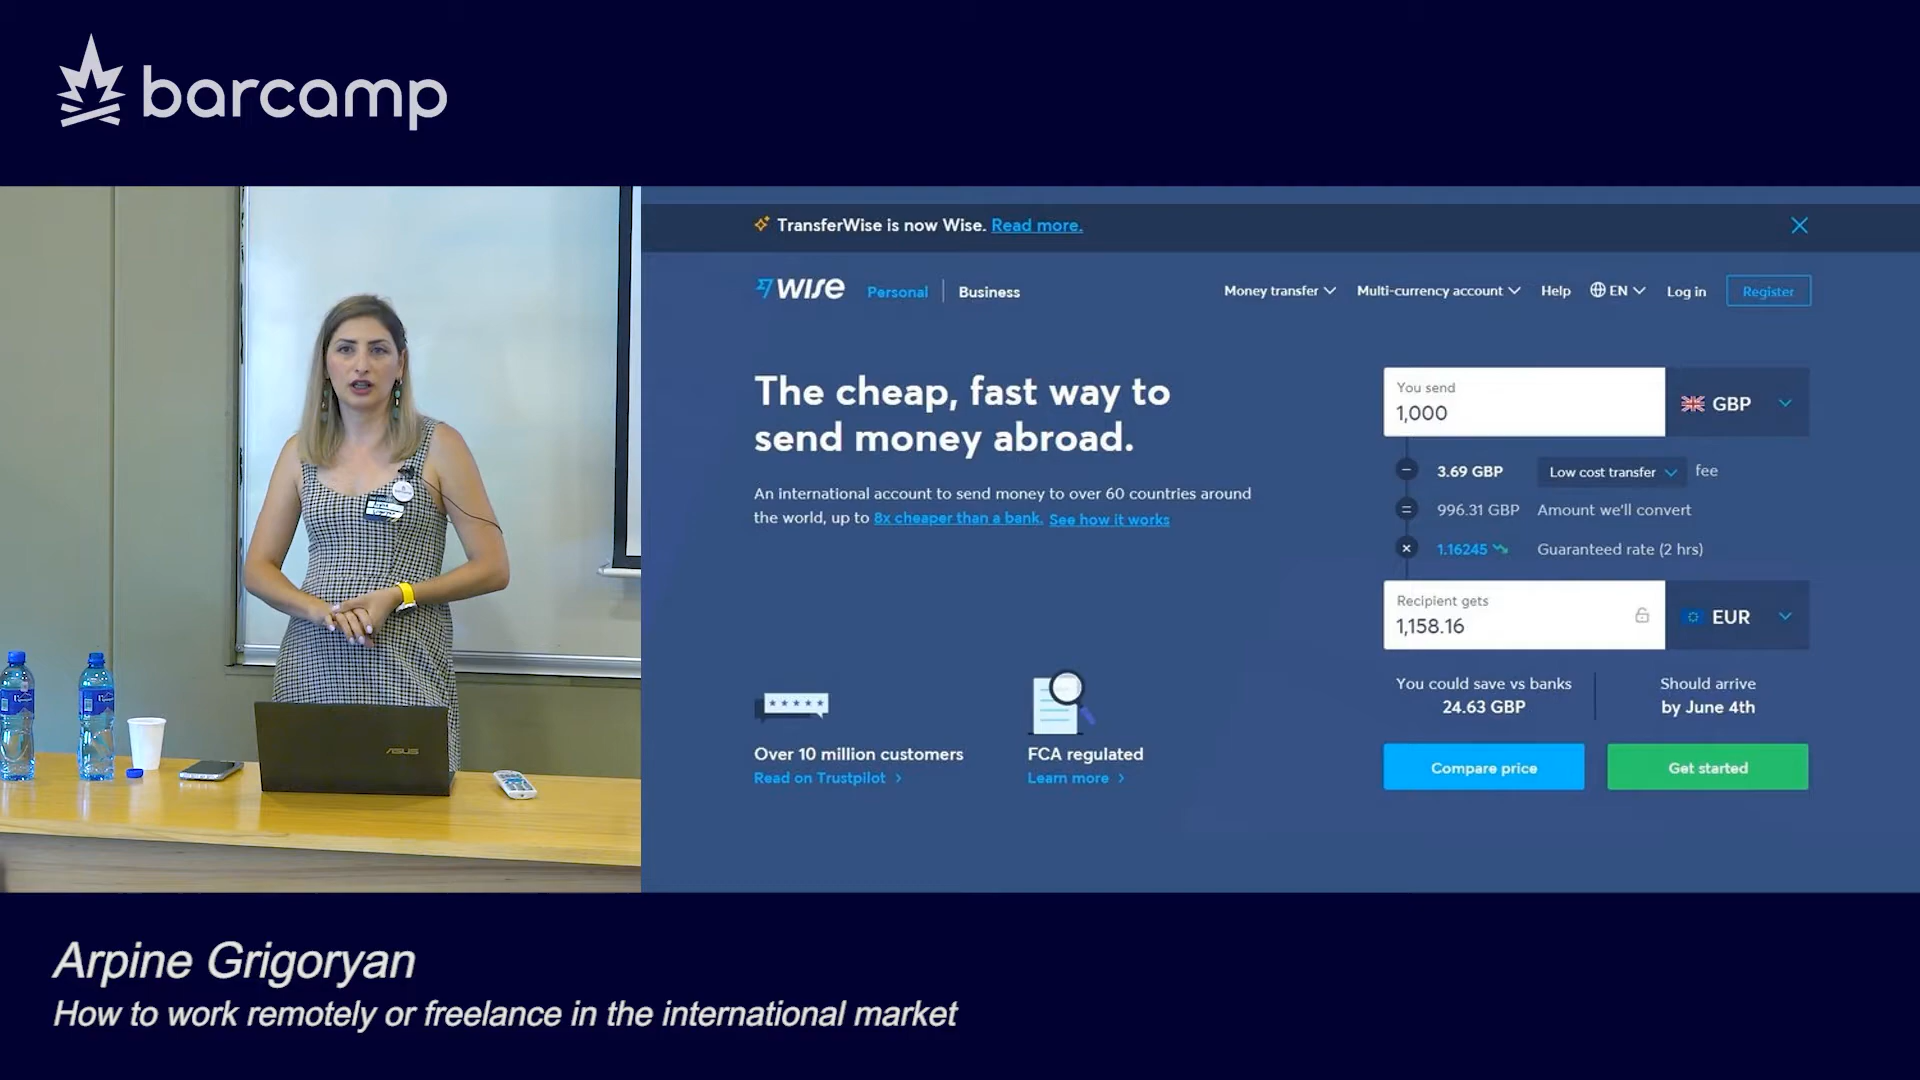 barcamp
TransferWise is now Wise. Read more.
WISE Personal Business
Money transfer Multi-currency account Help EN Log in Register
The cheap, fast way to
send money abroad.
An international account to send money to over 60 countries around
the world, up to 8x cheaper than a bank. See how it works
Over 10 million customers
Read on Trustpilot
FCA regulated
Learn more
You send
1,000
GBP
3.69 GBP Low cost transfer fee
996.31 GBP Amount we'll convert
1.16245 Guaranteed rate (2 hrs)
Recipient gets
1,158.16
EUR
You could save vs banks
24.63 GBP
Should arrive
by June 4th
Compare price
Get started
ASUS
Arpine Grigoryan
How to work remotely or freelance in the international market